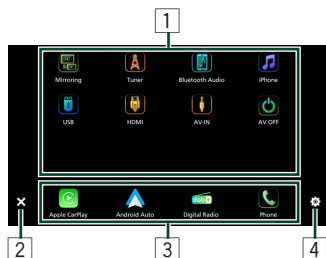 1
Mirroring Tuner Bluetooth Audio iPhone
USB HDMI AV-IN AV OFF
dab+
Apple CarPlay Android Auto Digital Radio Phone
2 3 4